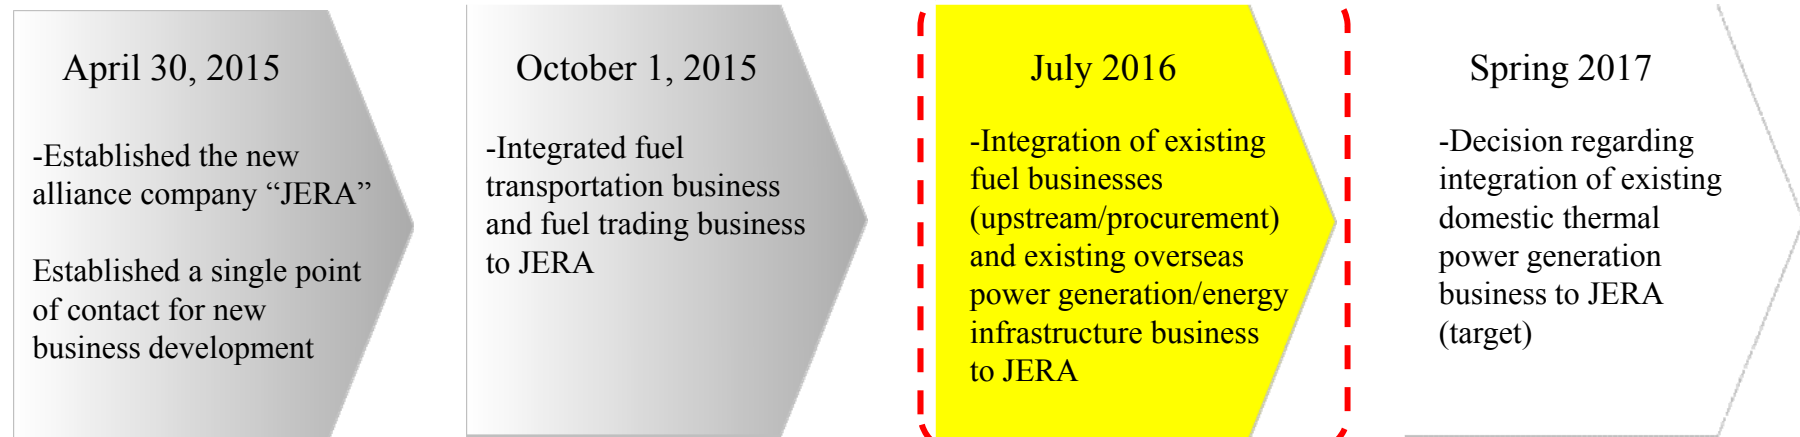 April 30, 2015
-Established the new
alliance company “JERA”
Established a single point
of contact for new
business development
October 1, 2015
-Integrated fuel
transportation business
and fuel trading business
to JERA
July 2016
-Integration of existing
fuel businesses
(upstream/procurement)
and existing overseas
power generation/energy
infrastructure business
to JERA
Spring 2017
-Decision regarding
integration of existing
domestic thermal
power generation
business to JERA
(target)